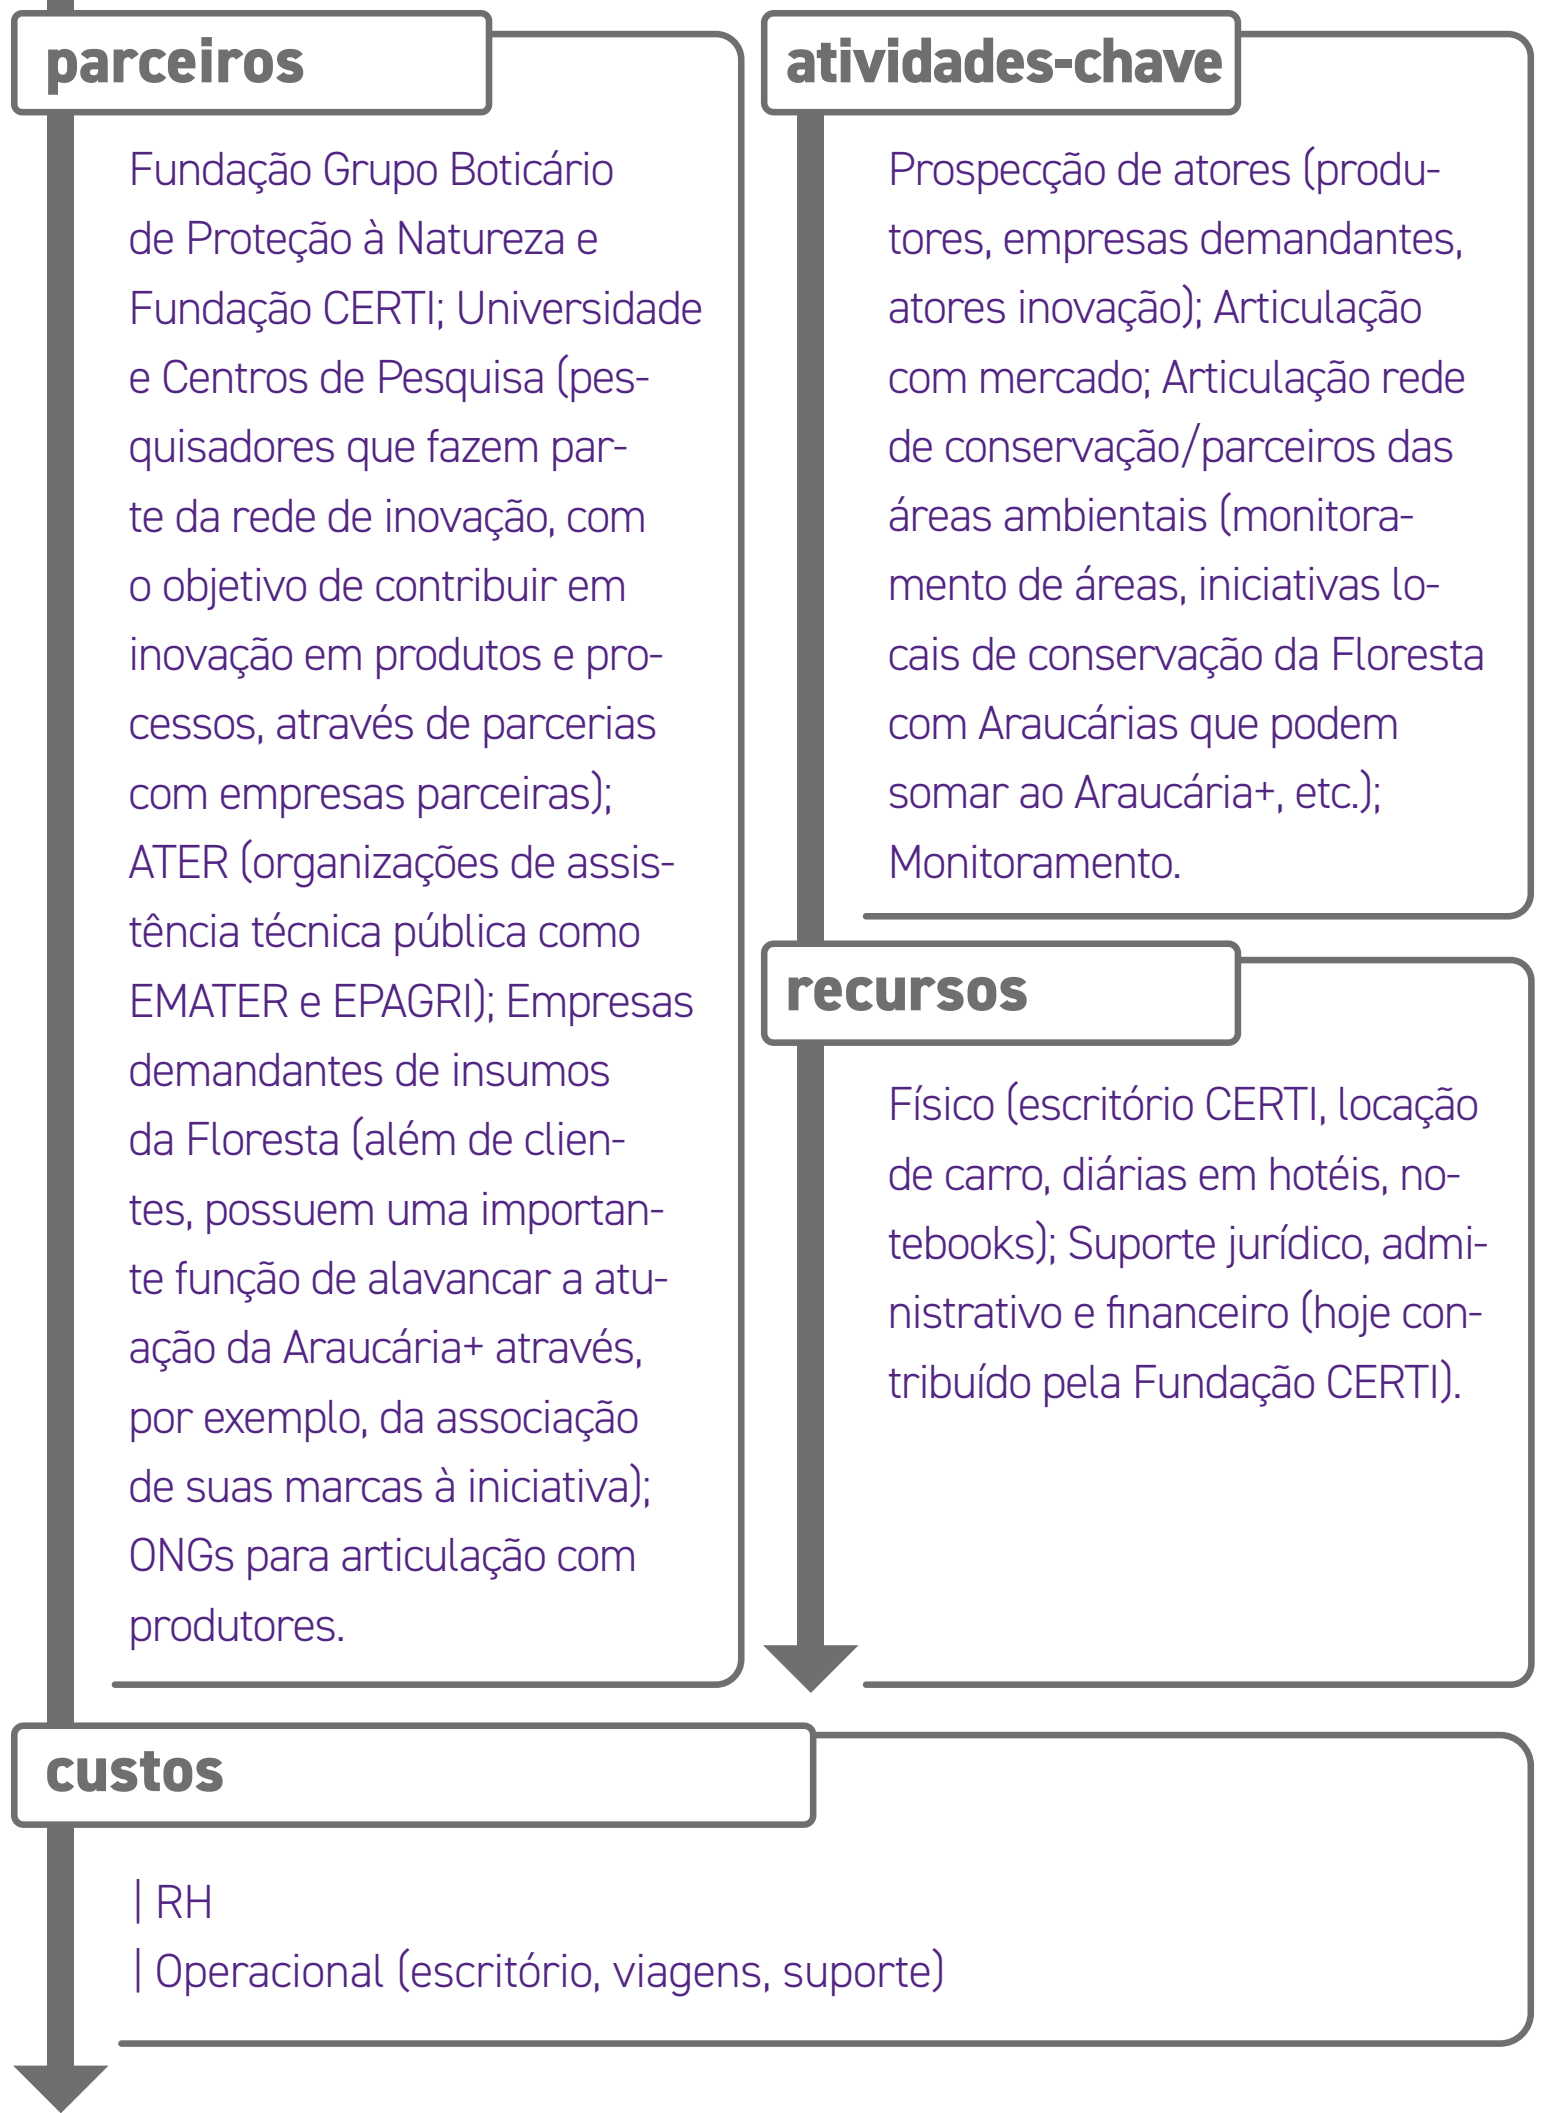 parceiros
Fundação Grupo Boticário
de Proteção à Natureza e
Fundação CERTI; Universidade
e Centros de Pesquisa (pes-
quisadores que fazem par-
te da rede de inovação, com
o objetivo de contribuir em
inovação em produtos e pro-
cessos, através de parcerias
com empresas parceiras);
ATER (organizações de assis-
tência técnica pública como
EMATER e EPAGRI); Empresas
demandantes de insumos
da Floresta (além de clien-
tes, possuem uma importan-
te função de alavancar a atu-
ação da Araucária+ através,
por exemplo, da associação
de suas marcas à iniciativa);
ONGs para articulação com
produtores.
atividades-chave
Prospecção de atores (produ-
tores, empresas demandantes,
atores inovação); Articulação
com mercado; Articulação rede
de conservação/parceiros das
áreas ambientais (monitora-
mento de áreas, iniciativas lo-
cais de conservação da Floresta
com Araucárias que podem
somar ao Araucária+, etc.);
Monitoramento.
recursos
Físico (escritório CERTI, locação
de carro, diárias em hotéis, no-
tebooks); Suporte jurídico, admi-
nistrativo e financeiro (hoje con-
tribuído pela Fundação CERTI).
custos
| RH
| Operacional (escritório, viagens, suporte)